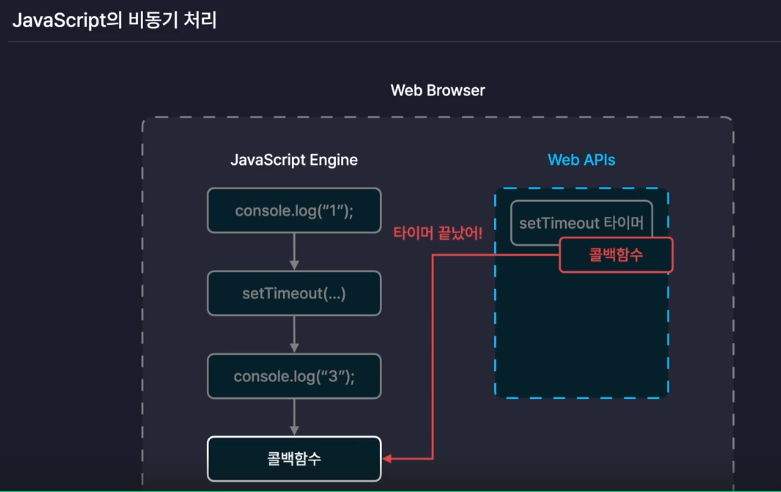 JavaScript의 비동기 처리
Web Browser
JavaScript Engine
Web APIs
console.log(“1”);
setTimeout 타이머
타이머 끝났어!
콜백함수
setTimeout(...)
console.log(“3”);
콜백함수